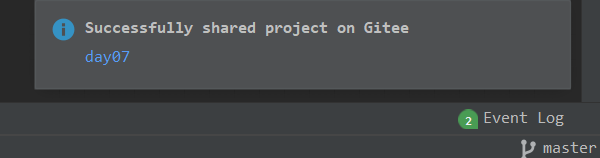 Successfully shared project on Gitee
day07
2 Event Log
master